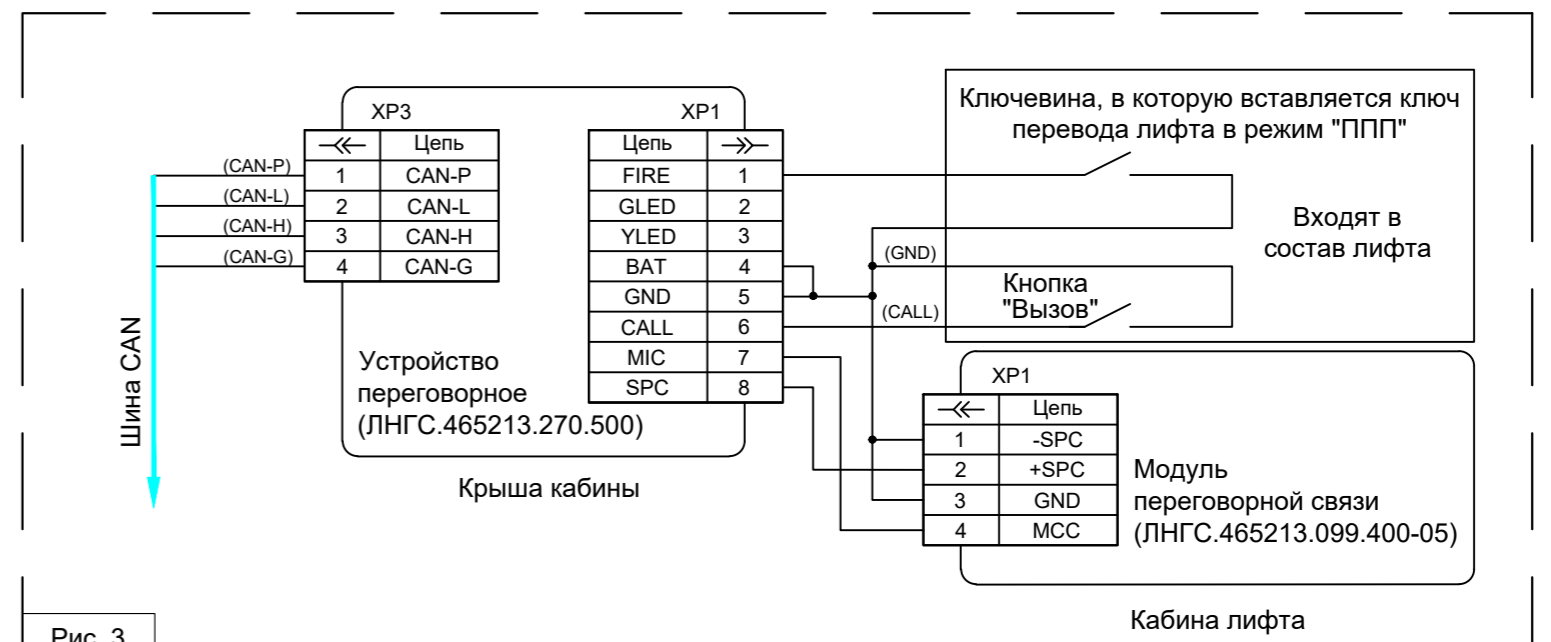 Ключевина, в которую вставляется ключ
перевода лифта в режим "ППП"
Входят в
состав лифта
(GND)
Кнопка
"Вызов"
(CALL)
XP3
Цепь
(CAN-P) 1 CAN-P
(CAN-L) 2 CAN-L
(CAN-H) 3 CAN-H
(CAN-G) 4 CAN-G
XP1
Цепь
FIRE 1
GLED 2
YLED 3
BAT 4
GND 5
CALL 6
MIC 7
SPC 8
Устройство
переговорное
(ЛНГС.465213.270.500)
Крыша кабины
Шина CAN
XP1
Цепь
1 -SPC
2 +SPC
3 GND
4 MCC
Модуль
переговорной связи
(ЛНГС.465213.099.400-05)
Кабина лифта
Рис. 3